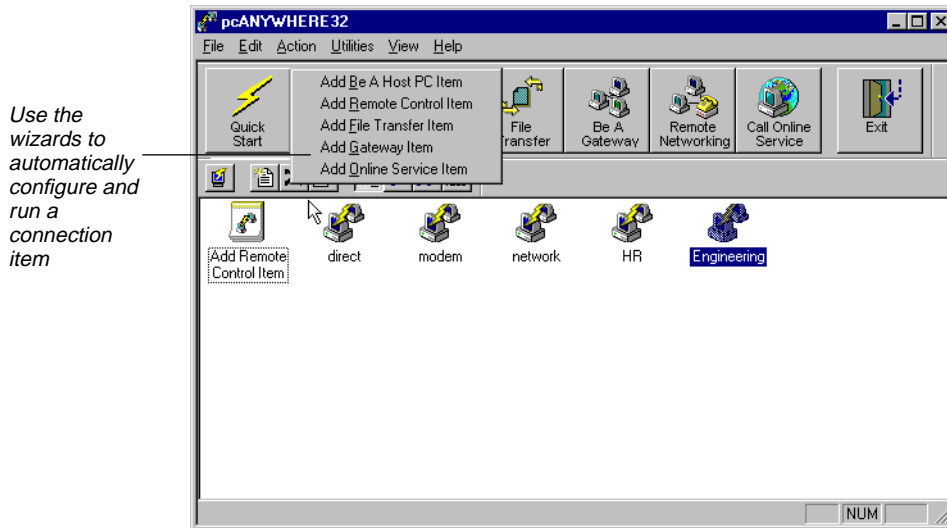 pcANYWHERE32
File Edit Action Utilities View Help
Quick
Start
Add Be A Host PC Item
Add Remote Control Item
Add File Transfer Item
Add Gateway Item
Add Online Service Item
File
Be A
Gateway
Remote
Networking
Call Online
Service
Exit
Use the
wizards to
automatically
configure and
run a
connection
item
Add Remote
Control Item
direct
modem
network
HR
Engineering
NUM